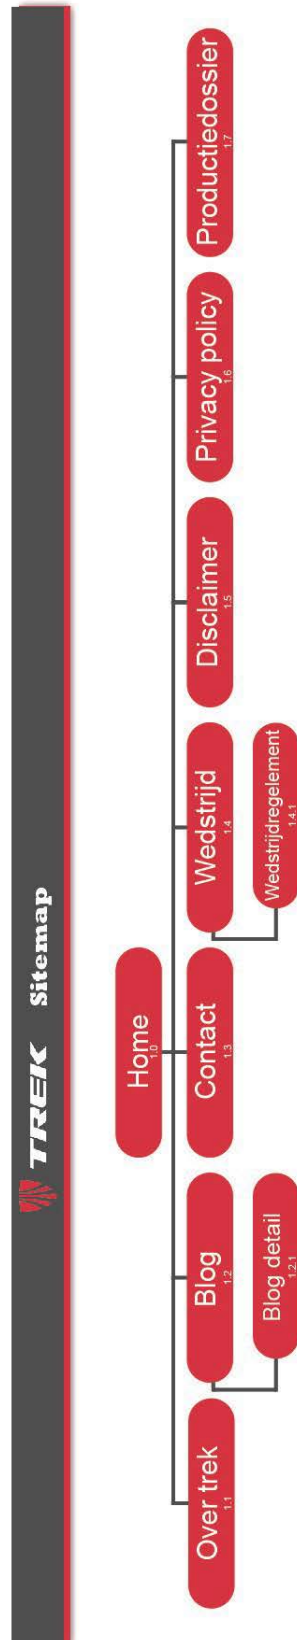 TREK Sitemap
Home
1.0
Over trek
1.1
Blog
1.2
Contact
1.3
Wedstrijd
1.4
Disclaimer
1.5
Privacy policy
1.6
Productiedossier
1.7
Blog detail
1.2.1
Wedstrijdregelement
1.4.1